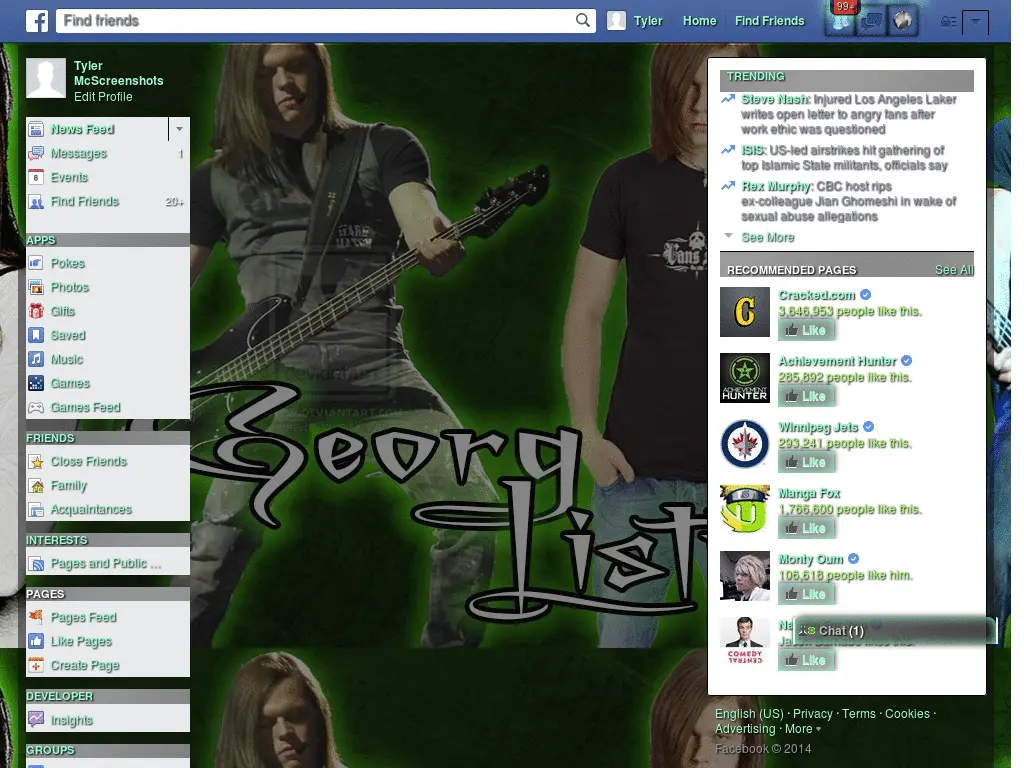 Find friends
Tyler
Home
Find Friends
99+
Tyler
McScreenshots
Edit Profile
News Feed
Messages 1
Events
Find Friends 20+
APPS
Pokes
Photos
Gifts
Saved
Music
Games
Games Feed
FRIENDS
Close Friends
Family
Acquaintances
INTERESTS
Pages and Public ...
PAGES
Pages Feed
Like Pages
Create Page
DEVELOPER
Insights
GROUPS
Georg
List
TRENDING
Steve Nash: Injured Los Angeles Laker
writes open letter to angry fans after
work ethic was questioned
ISIS: US-led airstrikes hit gathering of
top Islamic State militants, officials say
Rex Murphy: CBC host rips
ex-colleague Jian Ghomeshi in wake of
sexual abuse allegations
See More
RECOMMENDED PAGES See All
Cracked.com
3,646,953 people like this.
Like
Achievement Hunter
285,892 people like this.
Like
ACHIEVEMENT
HUNTER
Winnipeg Jets
293,241 people like this.
Like
Manga Fox
1,766,600 people like this.
Like
Monty Oum
106,618 people like him.
Like
Na
Chat (1)
Like
COMEDY
CENTRAL
English (US) · Privacy · Terms · Cookies ·
Advertising · More
Facebook © 2014